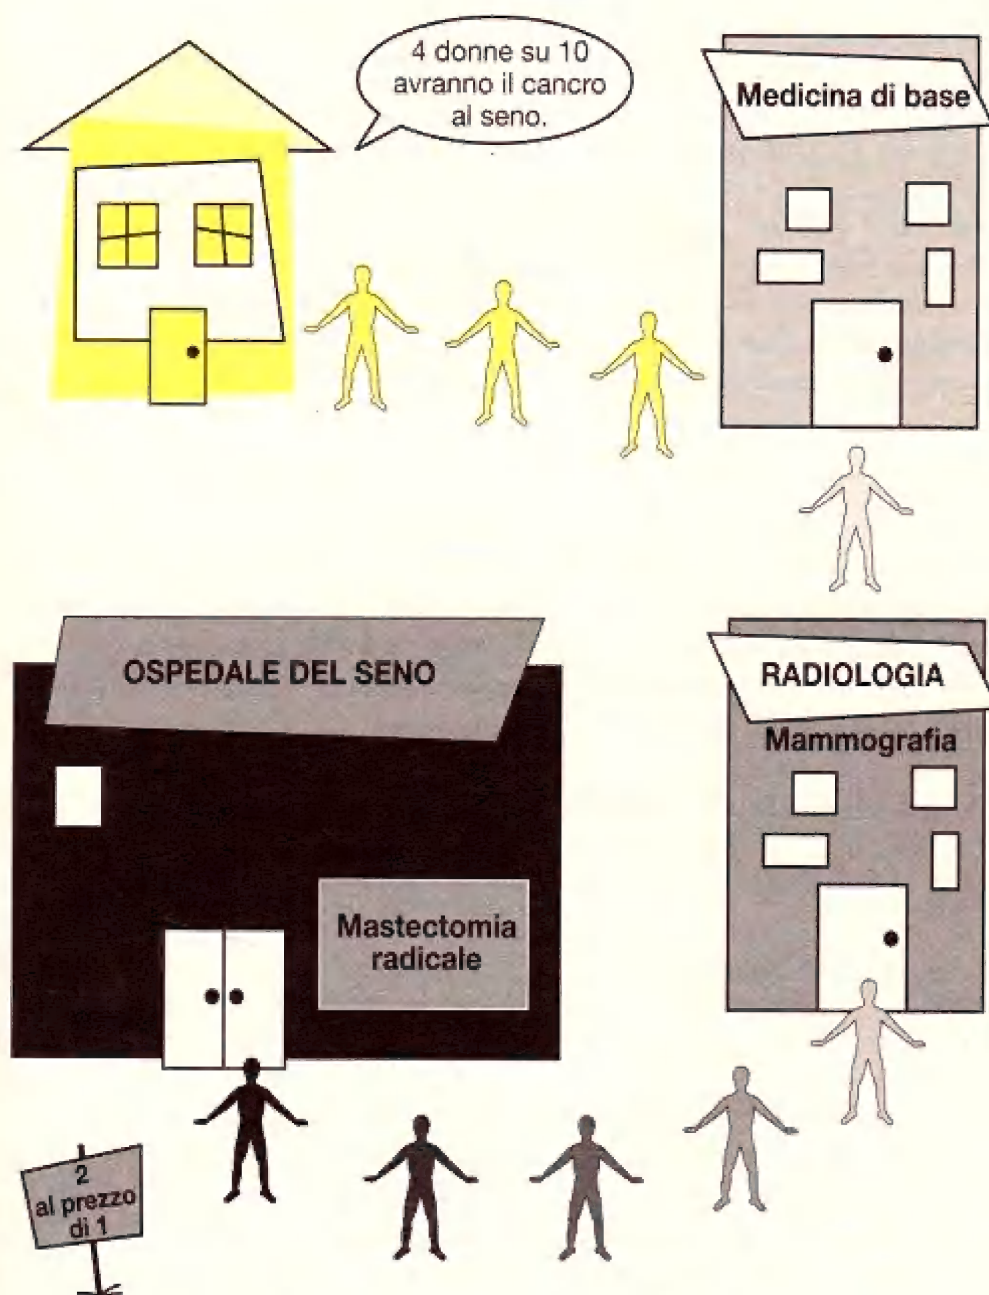 4 donne su 10
avranno il cancro
al seno.
Medicina di base
OSPEDALE DEL SENO
RADIOLOGIA
Mammografia
Mastectomia
radicale
2
al prezzo
di 1